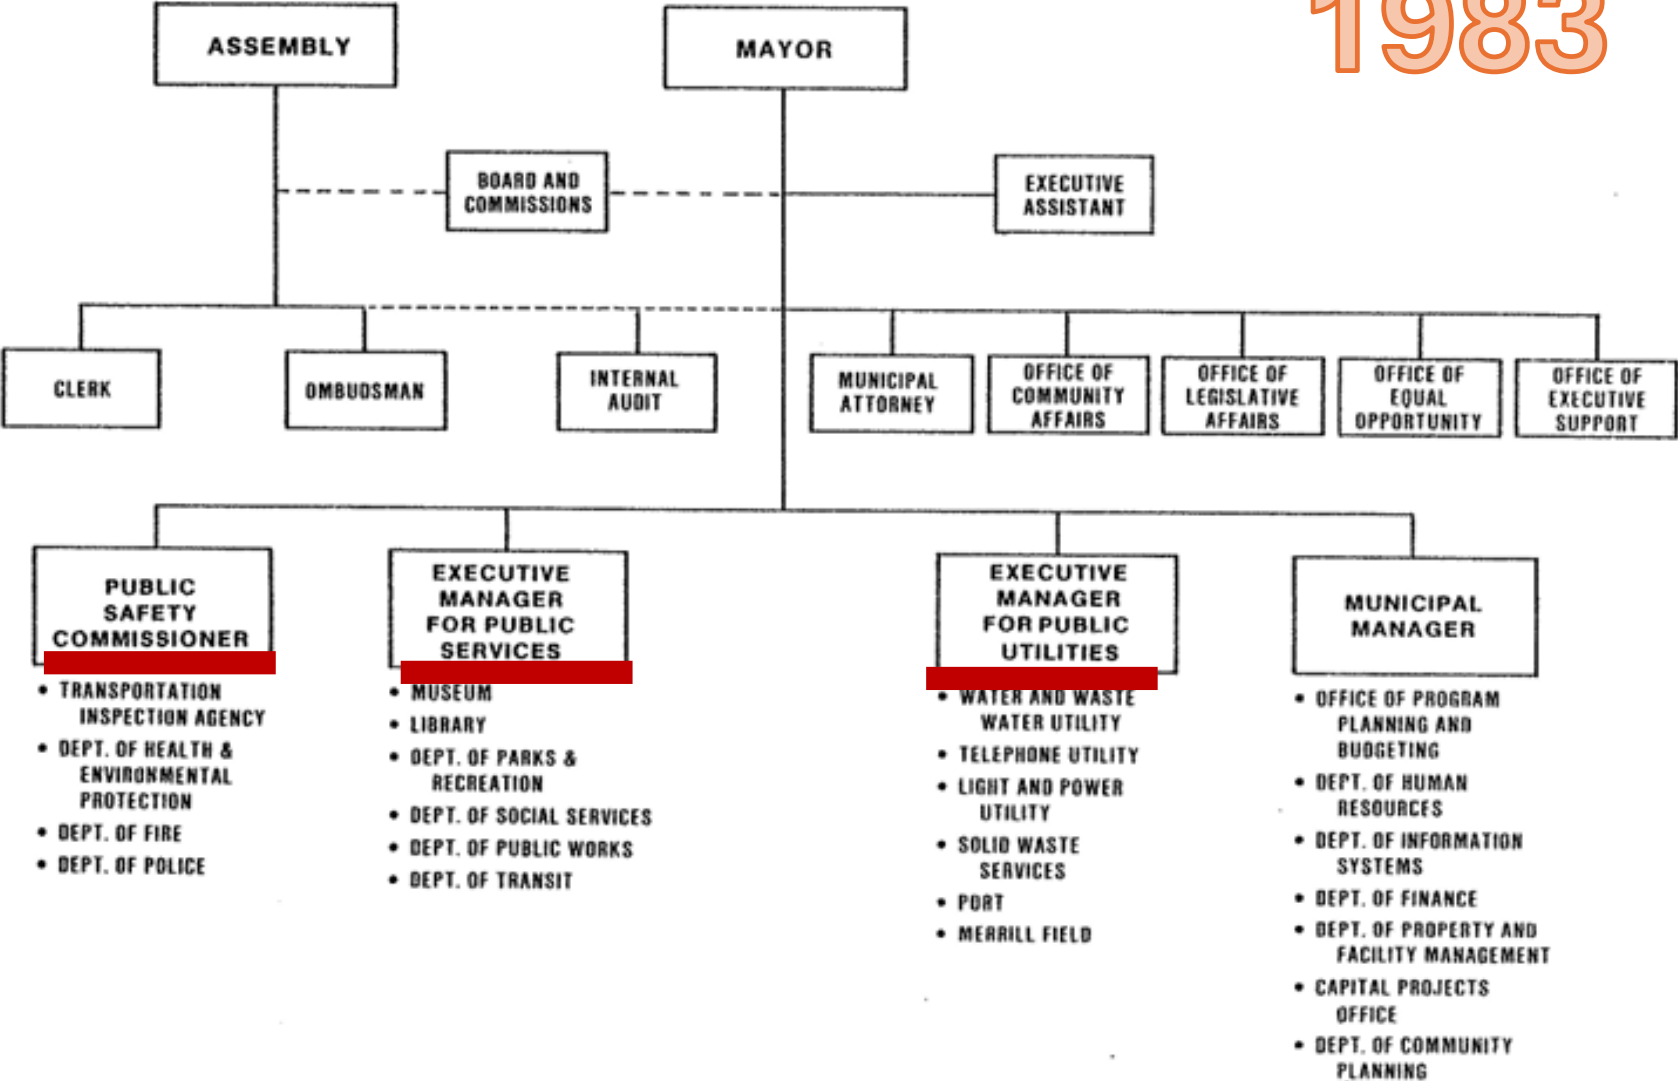 1983
ASSEMBLY
MAYOR
BOARD AND
COMMISSIONS
EXECUTIVE
ASSISTANT
CLERK
OMBUDSMAN
INTERNAL
AUDIT
MUNICIPAL
ATTORNEY
OFFICE OF
COMMUNITY
AFFAIRS
OFFICE OF
LEGISLATIVE
AFFAIRS
OFFICE OF
EQUAL
OPPORTUNITY
OFFICE OF
EXECUTIVE
SUPPORT
PUBLIC
SAFETY
COMMISSIONER
• TRANSPORTATION
INSPECTION AGENCY
• DEPT. OF HEALTH &
ENVIRONMENTAL
PROTECTION
• DEPT. OF FIRE
• DEPT. OF POLICE
EXECUTIVE
MANAGER
FOR PUBLIC
SERVICES
• MUSEUM
• LIBRARY
• DEPT. OF PARKS &
RECREATION
• DEPT. OF SOCIAL SERVICES
• DEPT. OF PUBLIC WORKS
• DEPT. OF TRANSIT
EXECUTIVE
MANAGER
FOR PUBLIC
UTILITIES
• WATER AND WASTE
WATER UTILITY
• TELEPHONE UTILITY
• LIGHT AND POWER
UTILITY
• SOLID WASTE
SERVICES
• PORT
• MERRILL FIELD
MUNICIPAL
MANAGER
• OFFICE OF PROGRAM
PLANNING AND
BUDGETING
• DEPT. OF HUMAN
RESOURCES
• DEPT. OF INFORMATION
SYSTEMS
• DEPT. OF FINANCE
• DEPT. OF PROPERTY AND
FACILITY MANAGEMENT
• CAPITAL PROJECTS
OFFICE
• DEPT. OF COMMUNITY
PLANNING